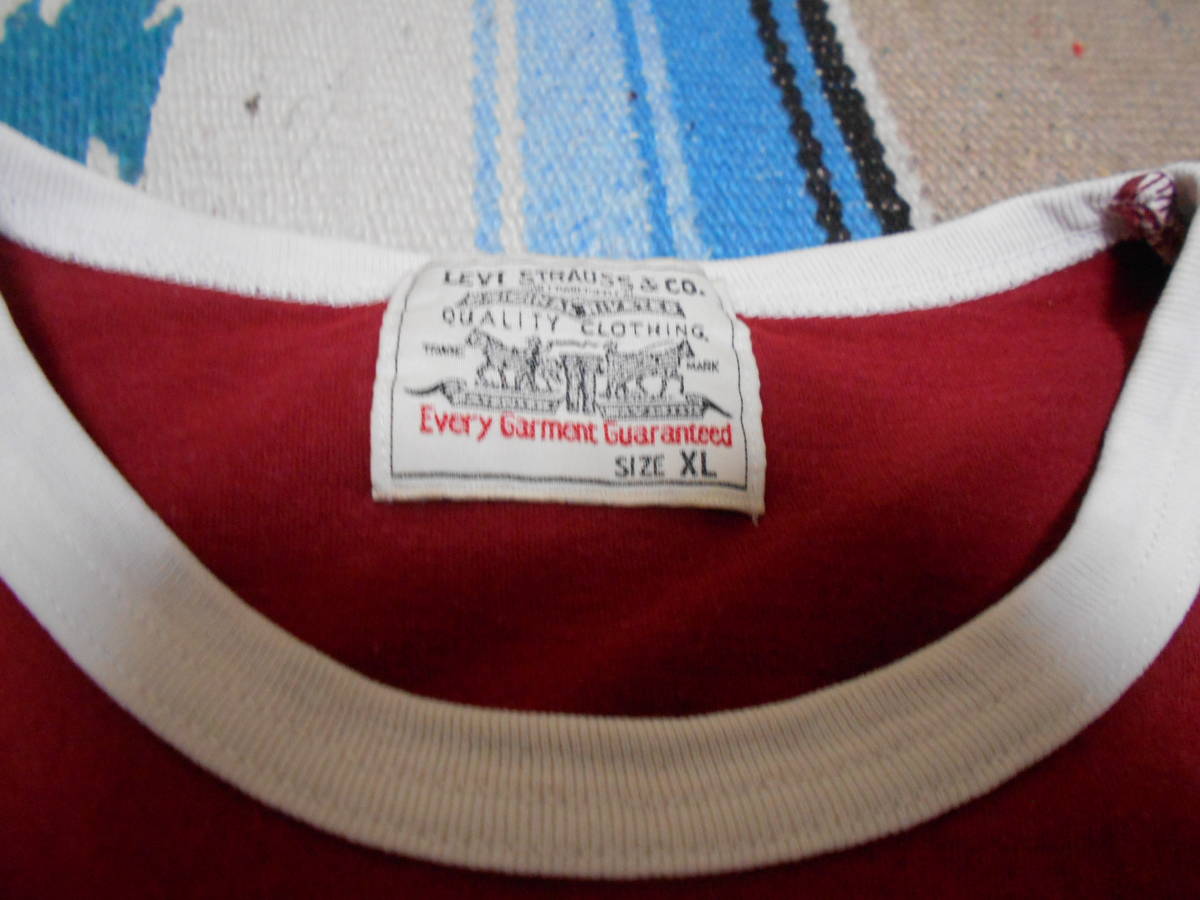 LEVI STRAUSS & CO.
QUALITY CLOTHING.
TRADE MARK
Every Garment Guaranteed
SIZE XL